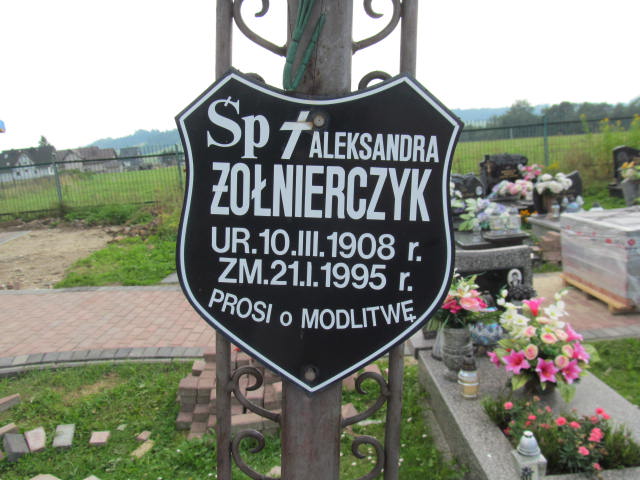 Śp ✝ ALEKSANDRA
ŻOŁNIERCZYK
UR. 10.III.1908 r.
ZM. 21.I.1995 r.
PROSI o MODLITWĘ